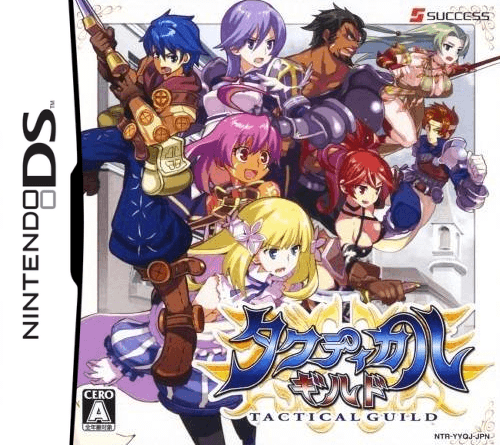 SUCCESS
NINTENDO DS™
タクティカル
ギルド
TACTICAL GUILD
CERO
A
全年齢対象
NTR-YYQJ-JPN